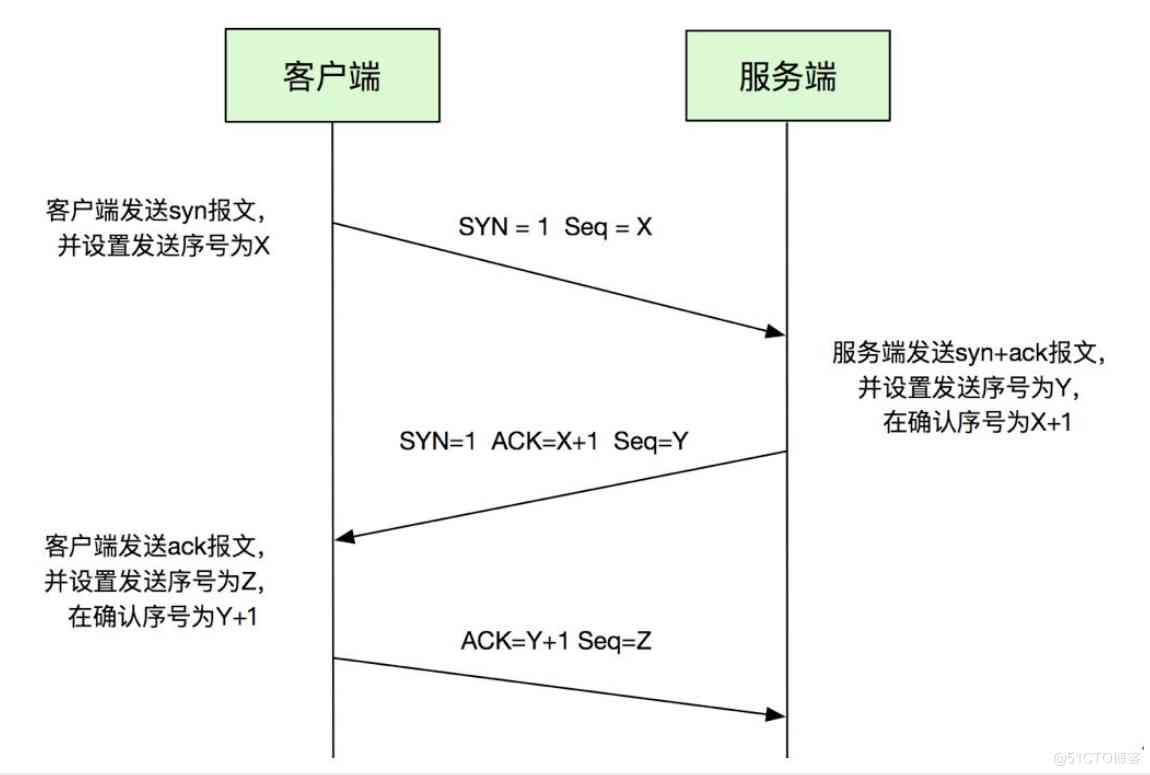 客户端
服务端
客户端发送syn报文，
并设置发送序号为X
SYN = 1 Seq = X
服务端发送syn+ack报文，
并设置发送序号为Y，
在确认序号为X+1
SYN=1 ACK=X+1 Seq=Y
客户端发送ack报文，
并设置发送序号为Z，
在确认序号为Y+1
ACK=Y+1 Seq=Z
@51CTO博客